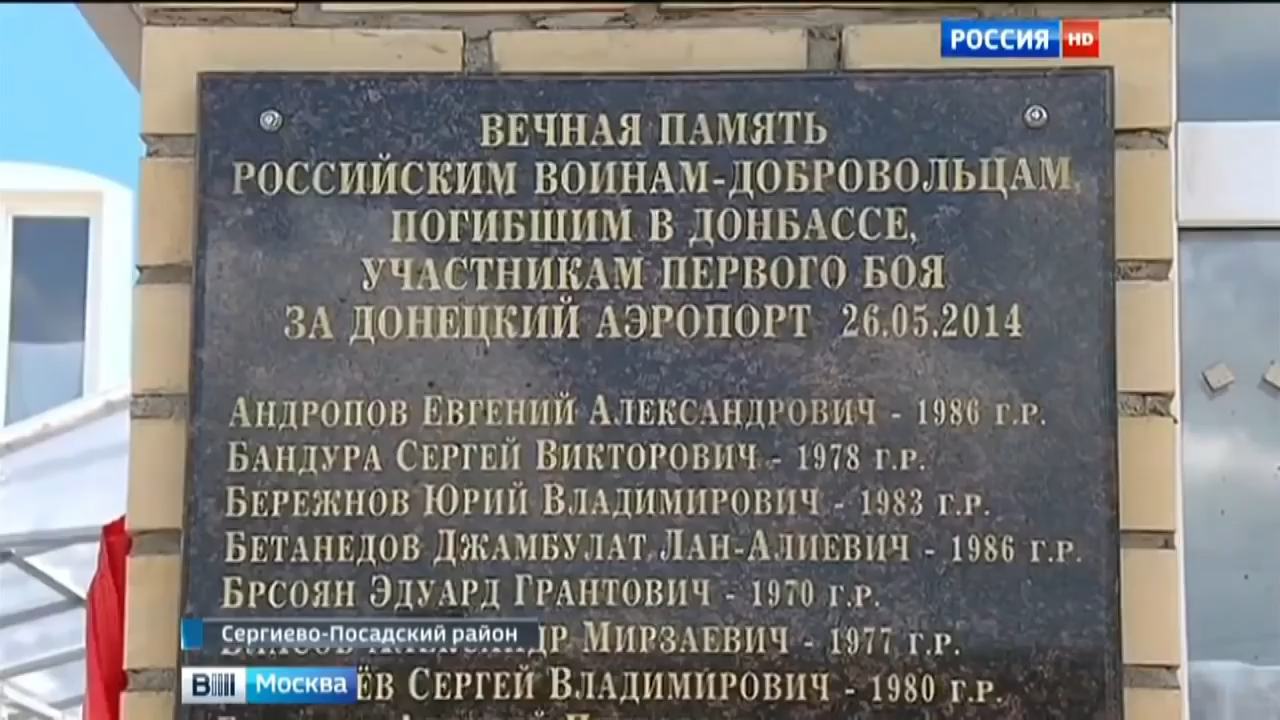 РОССИЯ HD
ВЕЧНАЯ ПАМЯТЬ
РОССИЙСКИМ ВОИНАМ-ДОБРОВОЛЬЦАМ,
ПОГИБШИМ В ДОНБАССЕ,
УЧАСТНИКАМ ПЕРВОГО БОЯ
ЗА ДОНЕЦКИЙ АЭРОПОРТ 26.05.2014
АНДРОПОВ ЕВГЕНИЙ АЛЕКСАНДРОВИЧ - 1986 Г.Р.
БАНДУРА СЕРГЕЙ ВИКТОРОВИЧ - 1978 Г.Р.
БЕРЕЖНОВ ЮРИЙ ВЛАДИМИРОВИЧ - 1983 Г.Р.
БЕТАНЕДОВ ДЖАМБУЛАТ ЛАН-АЛИЕВИЧ - 1986 Г.Р.
БРСОЯН ЭДУАРД ГРАНТОВИЧ - 1970 Г.Р.
Сергиево-Посадский район
МИРЗАЕВИЧ - 1977 Г.Р.
ВЕСТИ Москва
СЕРГЕЙ ВЛАДИМИРОВИЧ - 1980 Г.Р.